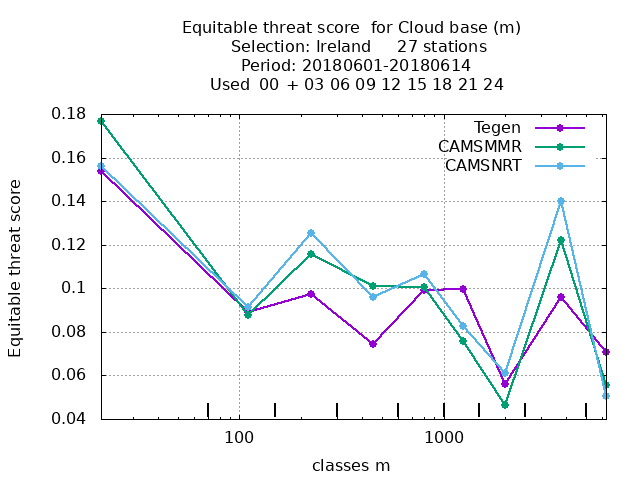 Equitable threat score  for Cloud base (m)
Selection: Ireland     27 stations
Period: 20180601-20180614
Used  00 + 03 06 09 12 15 18 21 24
Tegen
CAMSMMR
CAMSNRT
0.18
0.16
0.14
0.12
0.1
0.08
0.06
0.04
Equitable threat score
100
1000
classes m